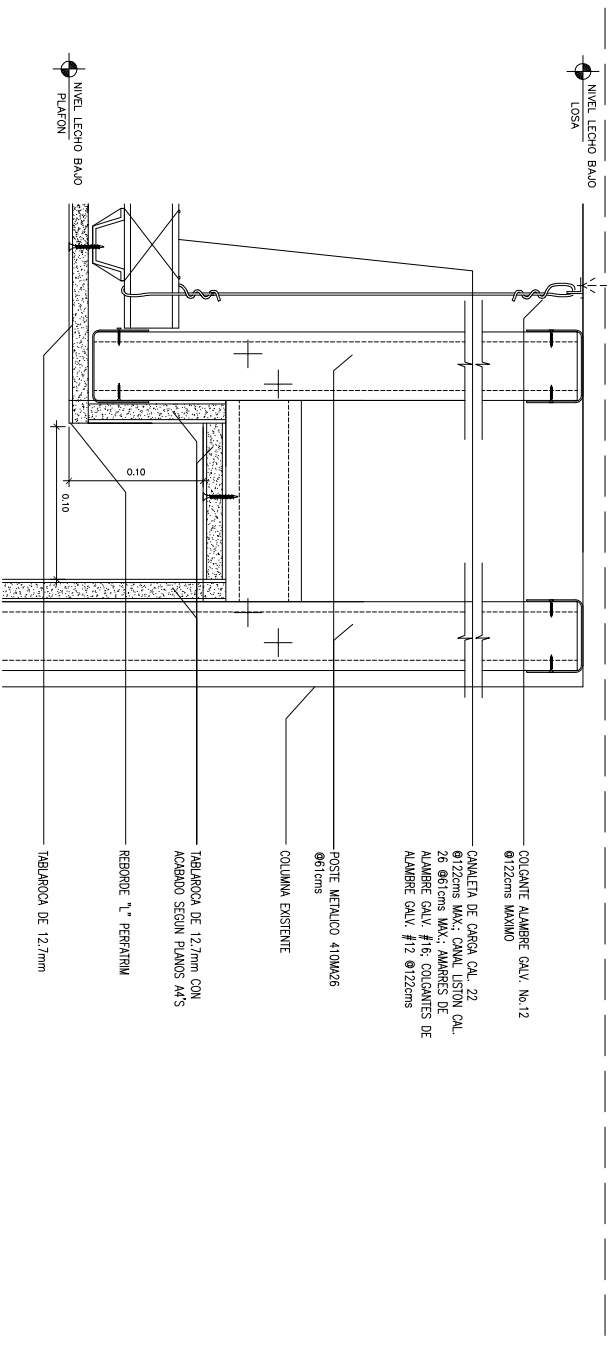 NIVEL LECHO BAJO
LOSA
NIVEL LECHO BAJO
PLAFON
COLGANTE ALAMBRE GALV. No.12
@122cms MAXIMO
CANALETA DE CARGA CAL. 22
@122cms MAX.; CANAL LISTON CAL.
26 @61cms MAX.; AMARRES DE
ALAMBRE GALV. #16; COLGANTES DE
ALAMBRE GALV. #12 @122cms
POSTE METALICO 410MA26
@61cms
COLUMNA EXISTENTE
TABLAROCA DE 12.7mm CON
ACABADO SEGUN PLANOS A4'S
REBORDE "L" PERFATRIM
TABLAROCA DE 12.7mm
0.10
0.10